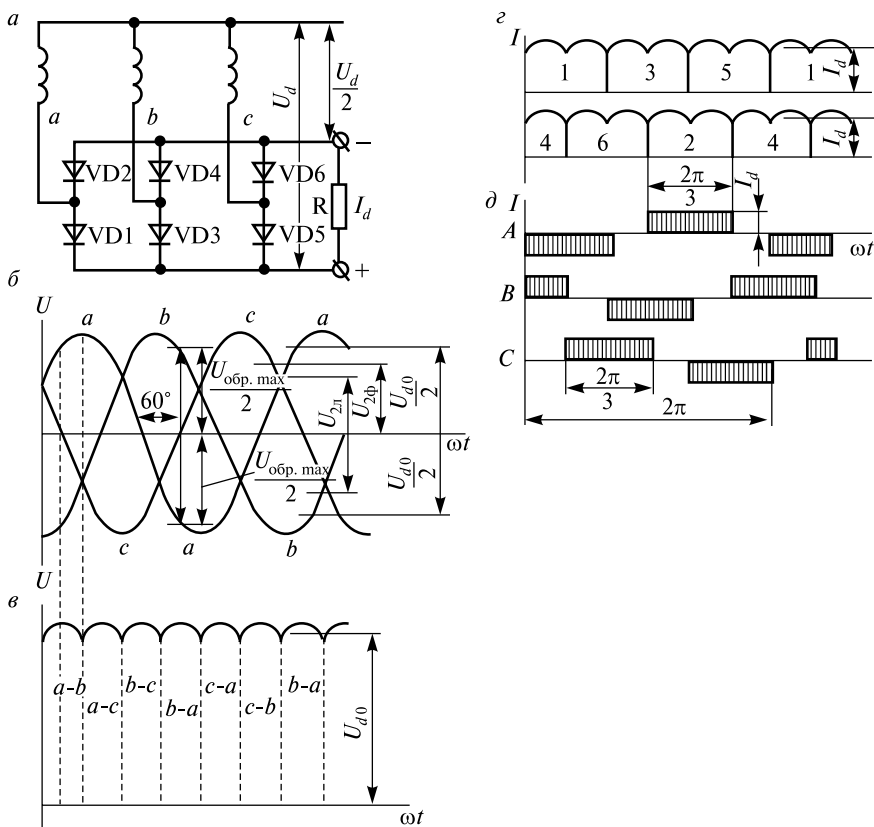 а
a
b
c
U_d
U_d/2
−
VD2
VD4
VD6
R
I_d
VD1
VD3
VD5
+
б
U
a
b
c
a
60°
U_обр. max/2
U_2л
U_2ф
U_d0/2
ωt
U_обр. max/2
U_d0/2
c
a
b
в
U
a-b
a-c
b-c
b-a
c-a
c-b
b-a
U_d0
ωt
г
I
1
3
5
1
I_d
4
6
2
4
I_d
д
I
2π/3
I_d
A
ωt
B
C
2π/3
2π